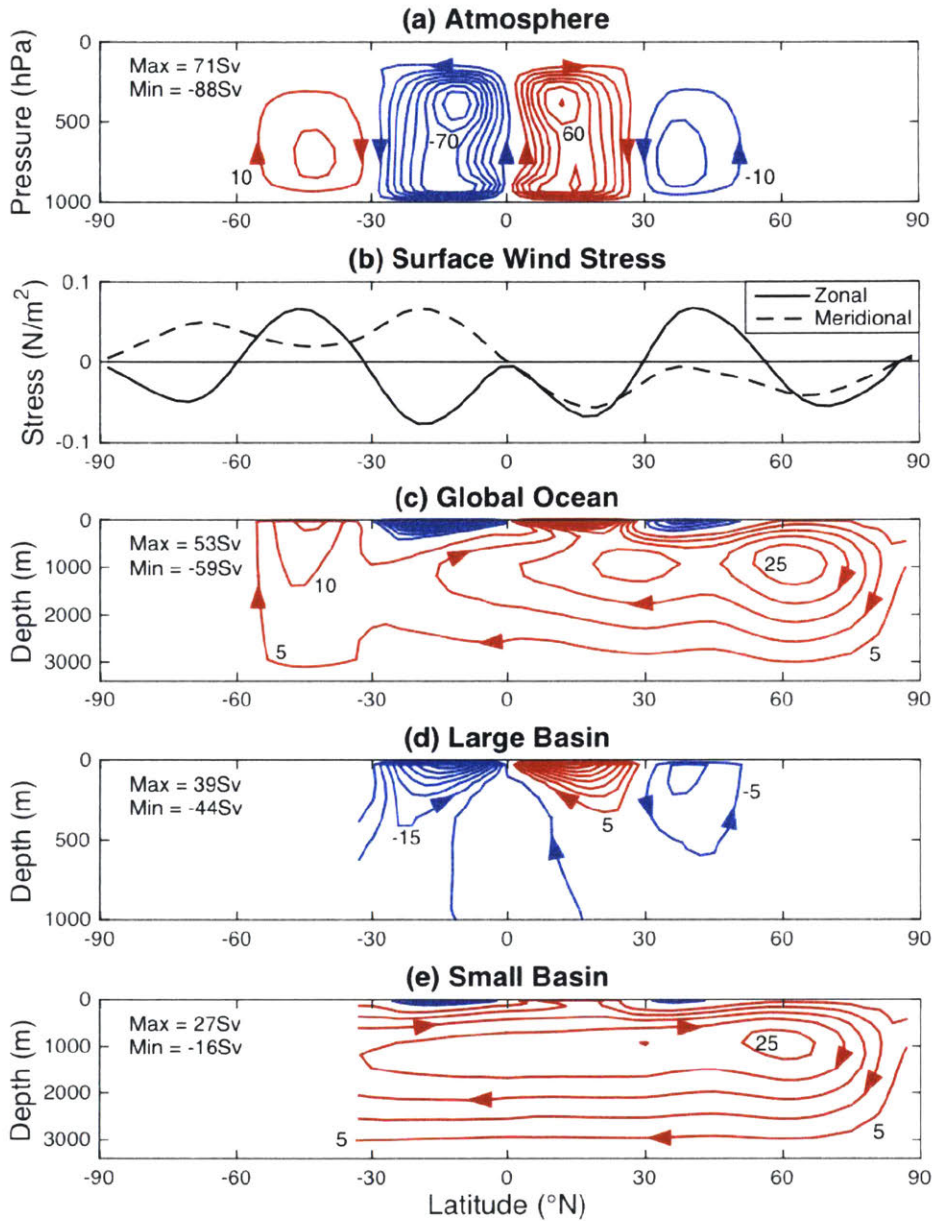 (a) Atmosphere
Pressure (hPa)
0
500
1000
Max = 71Sv
Min = -88Sv
10
-70
60
-10
-90 -60 -30 0 30 60 90
(b) Surface Wind Stress
Stress (N/m²)
0.1
0
-0.1
Zonal
Meridional
-90 -60 -30 0 30 60 90
(c) Global Ocean
Depth (m)
0
1000
2000
3000
Max = 53Sv
Min = -59Sv
10
5
25
5
-90 -60 -30 0 30 60 90
(d) Large Basin
Depth (m)
0
500
1000
Max = 39Sv
Min = -44Sv
-15
5
-5
-90 -60 -30 0 30 60 90
(e) Small Basin
Depth (m)
0
1000
2000
3000
Max = 27Sv
Min = -16Sv
25
5
5
-90 -60 -30 0 30 60 90
Latitude (°N)